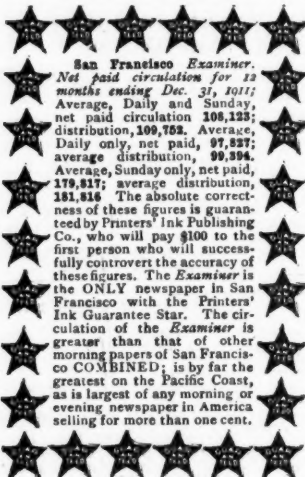 San Francisco Examiner.
Net paid circulation for 12
months ending Dec. 31, 1911;
Average, Daily and Sunday,
net paid circulation 108,123;
distribution, 109,752. Average,
Daily only, net paid, 97,827;
average distribution, 99,394.
Average, Sunday only, net paid,
179,817; average distribution,
181,816 The absolute correct-
ness of these figures is guaran-
teed by Printers' Ink Publishing
Co., who will pay $100 to the
first person who will success-
fully controvert the accuracy of
these figures. The Examiner is
the ONLY newspaper in San
Francisco with the Printers'
Ink Guarantee Star. The cir-
culation of the Examiner is
greater than that of other
morning papers of San Francis-
co COMBINED; is by far the
greatest on the Pacific Coast,
as is largest of any morning or
evening newspaper in America
selling for more than one cent.